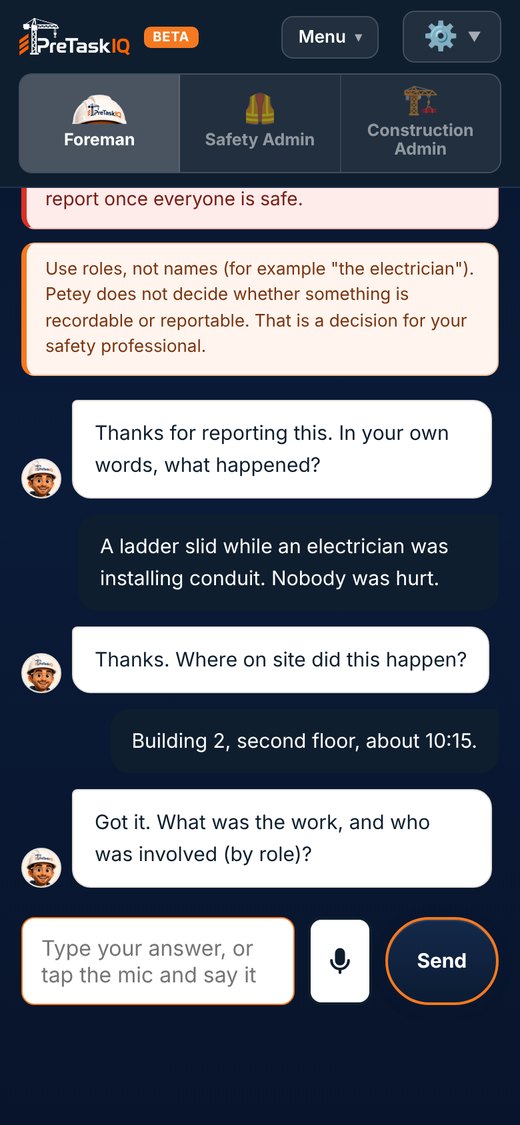 PreTaskIQ BETA Menu ▾ ▼
PreTaskIQ
Foreman
Safety Admin
Construction
Admin
report once everyone is safe.
Use roles, not names (for example "the electrician").
Petey does not decide whether something is
recordable or reportable. That is a decision for your
safety professional.
Thanks for reporting this. In your own
words, what happened?
A ladder slid while an electrician was
installing conduit. Nobody was hurt.
Thanks. Where on site did this happen?
Building 2, second floor, about 10:15.
Got it. What was the work, and who
was involved (by role)?
Type your answer, or
tap the mic and say it
Send